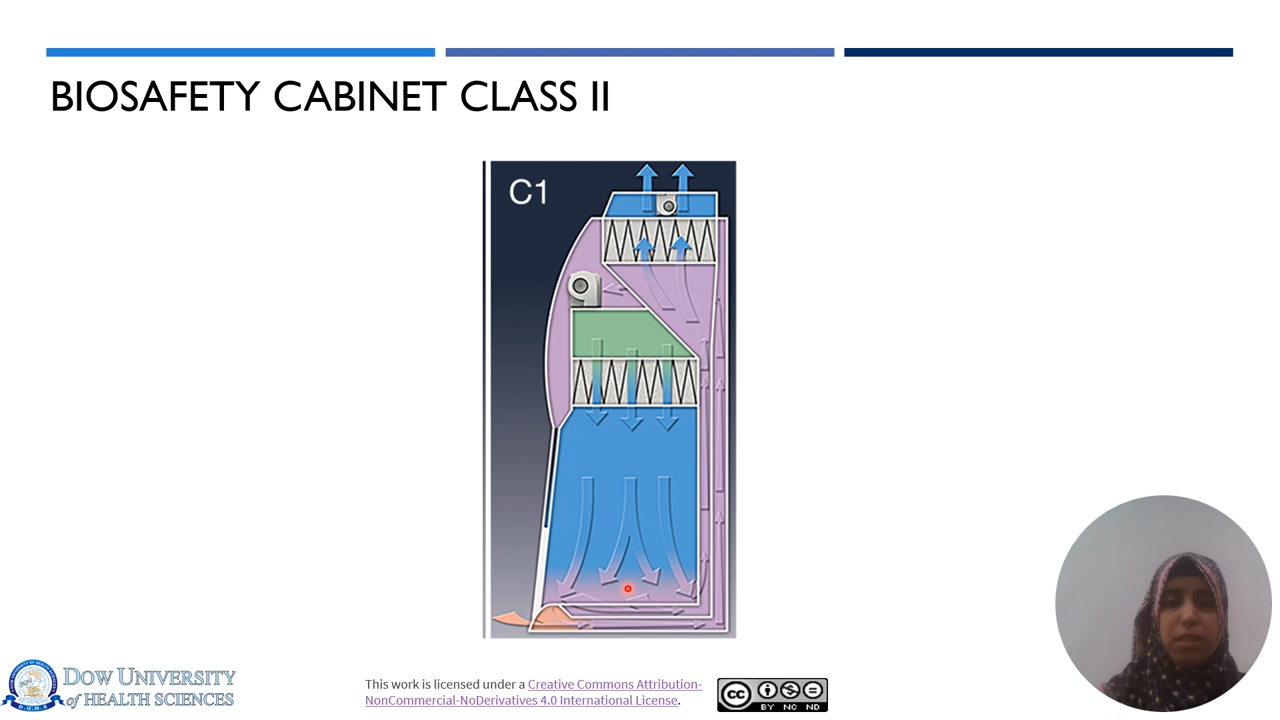 BIOSAFETY CABINET CLASS II
C1
DOW UNIVERSITY
of HEALTH SCIENCES
D.U.H.S
This work is licensed under a Creative Commons Attribution-
NonCommercial-NoDerivatives 4.0 International License.
cc
BY NC ND